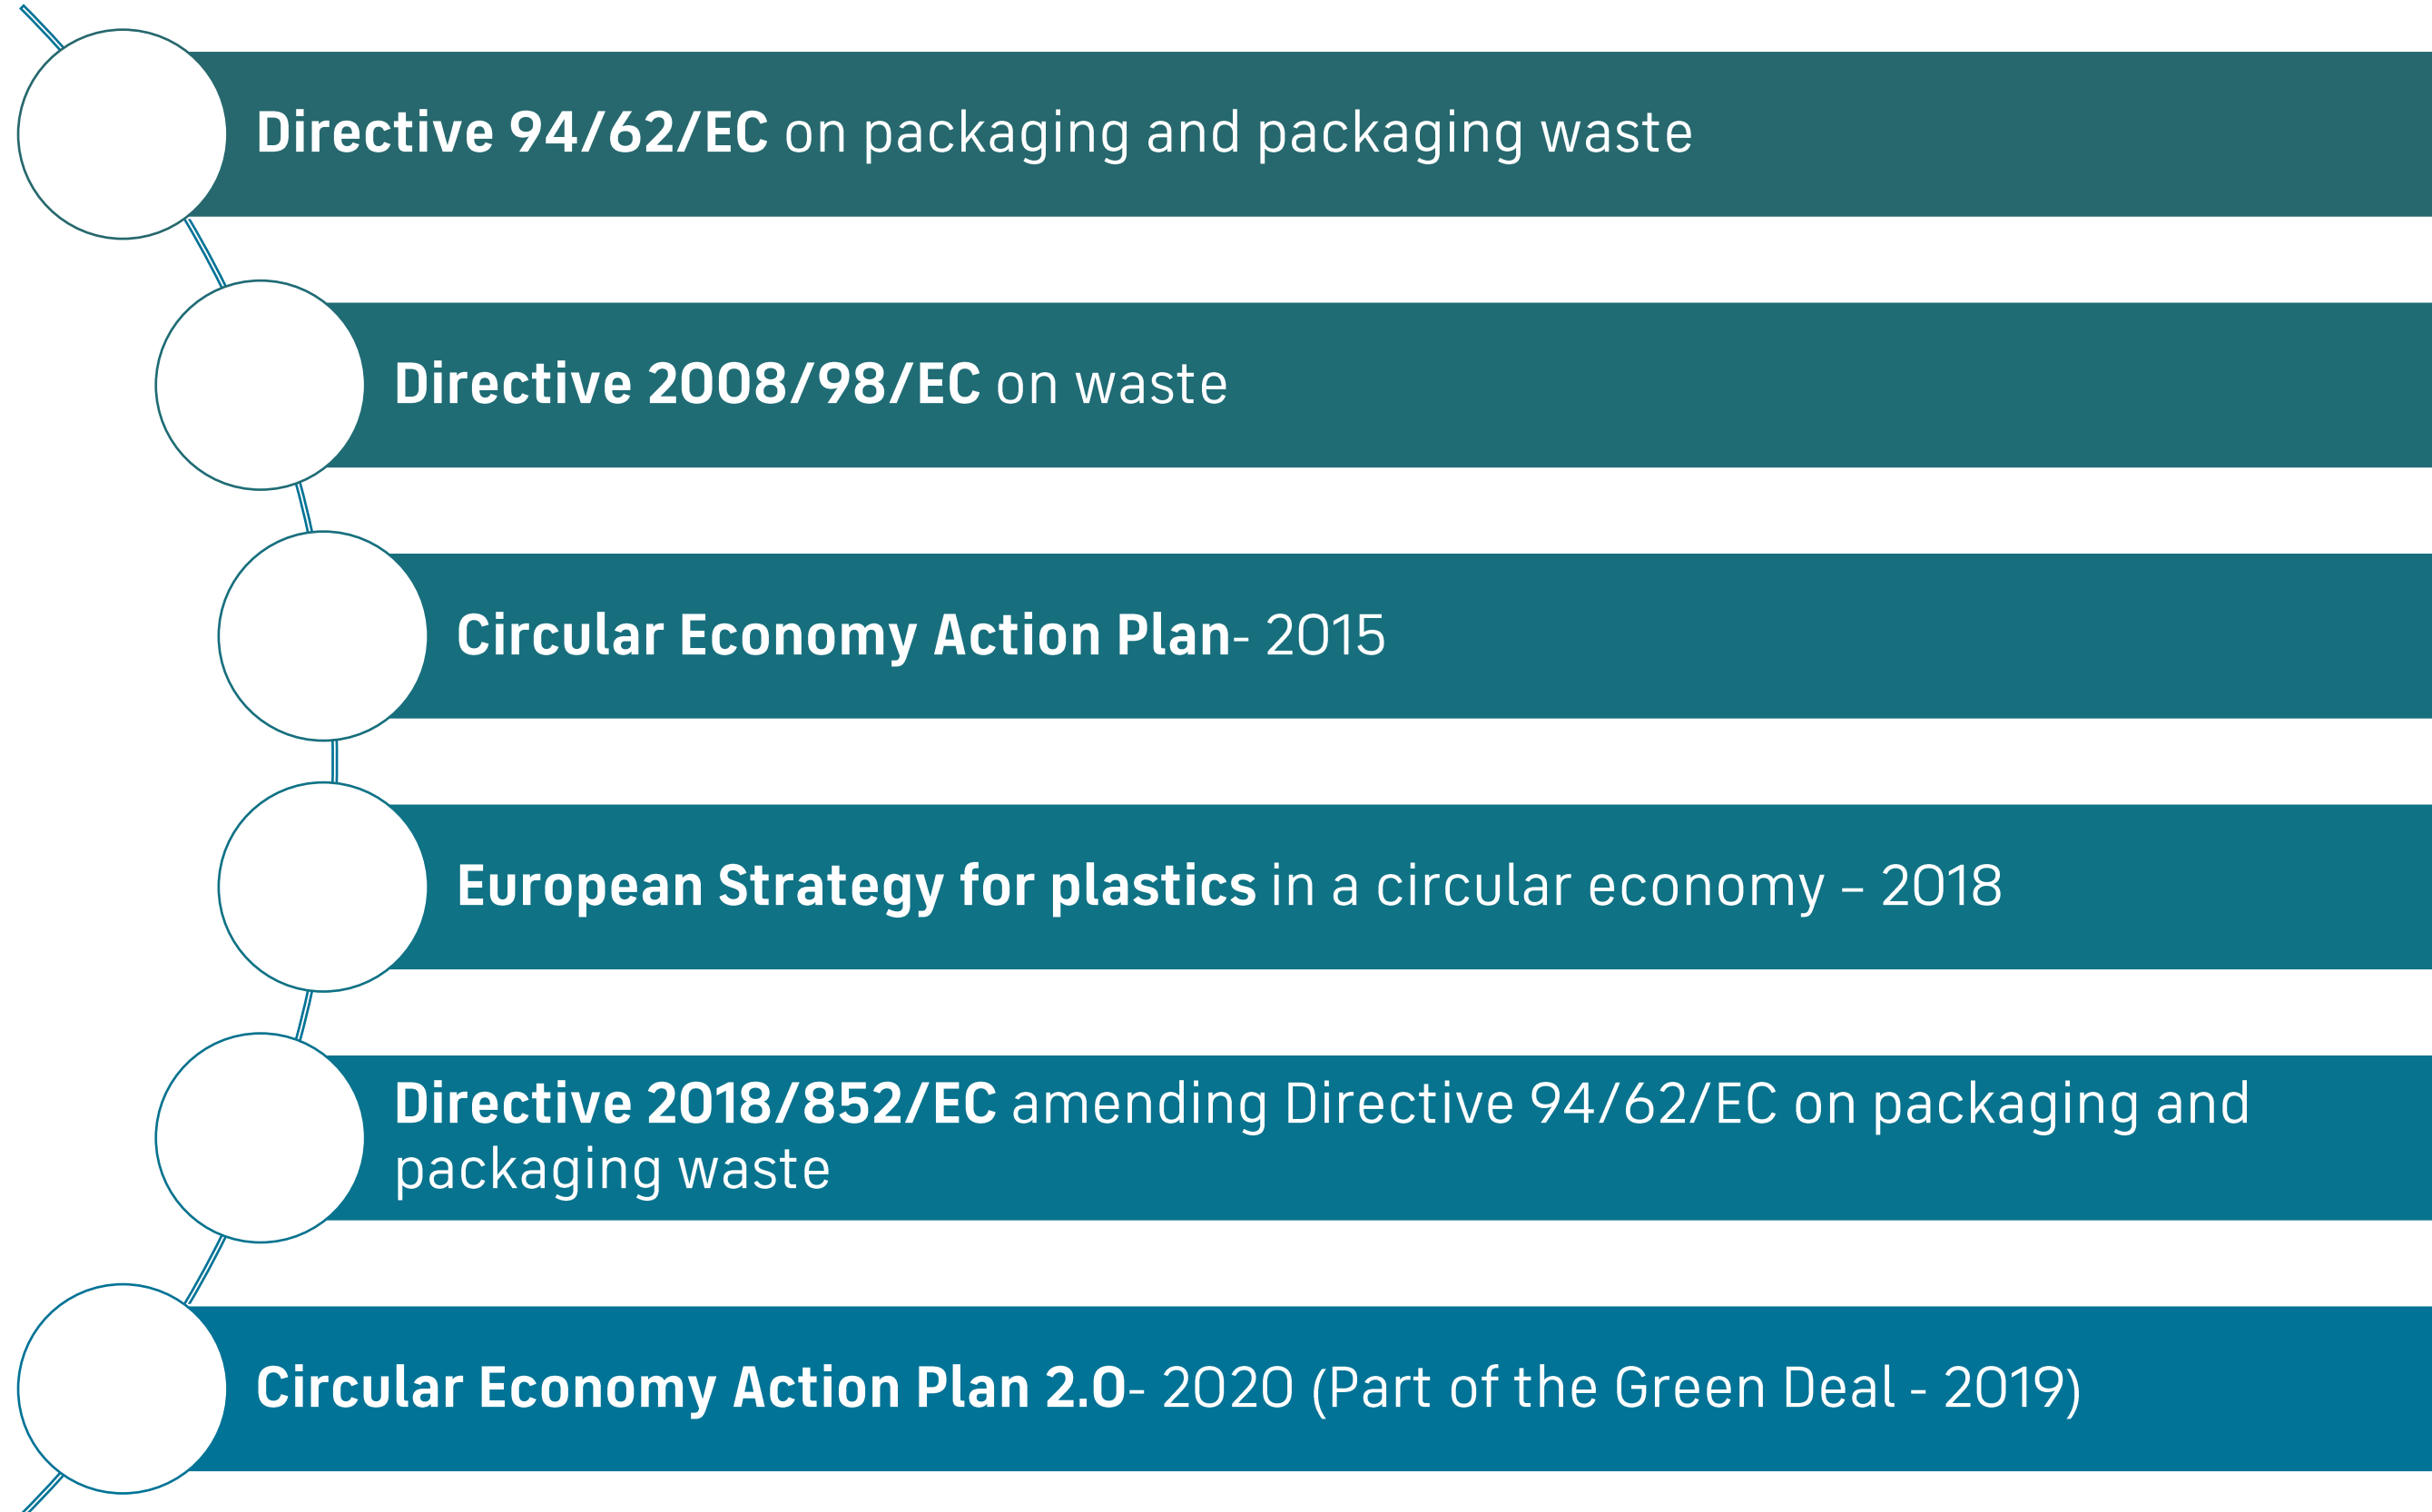 Directive 94/62/EC on packaging and packaging waste
Directive 2008/98/EC on waste
Circular Economy Action Plan- 2015
European Strategy for plastics in a circular economy – 2018
Directive 2018/852/EC amending Directive 94/62/EC on packaging and
packaging waste
Circular Economy Action Plan 2.0- 2020 (Part of the Green Deal - 2019)